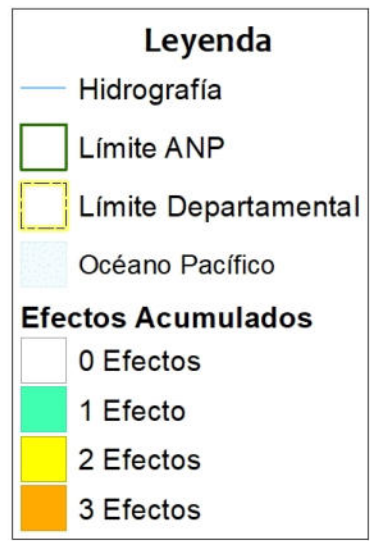 Leyenda
Hidrografía
Límite ANP
Límite Departamental
Océano Pacífico
Efectos Acumulados
0 Efectos
1 Efecto
2 Efectos
3 Efectos